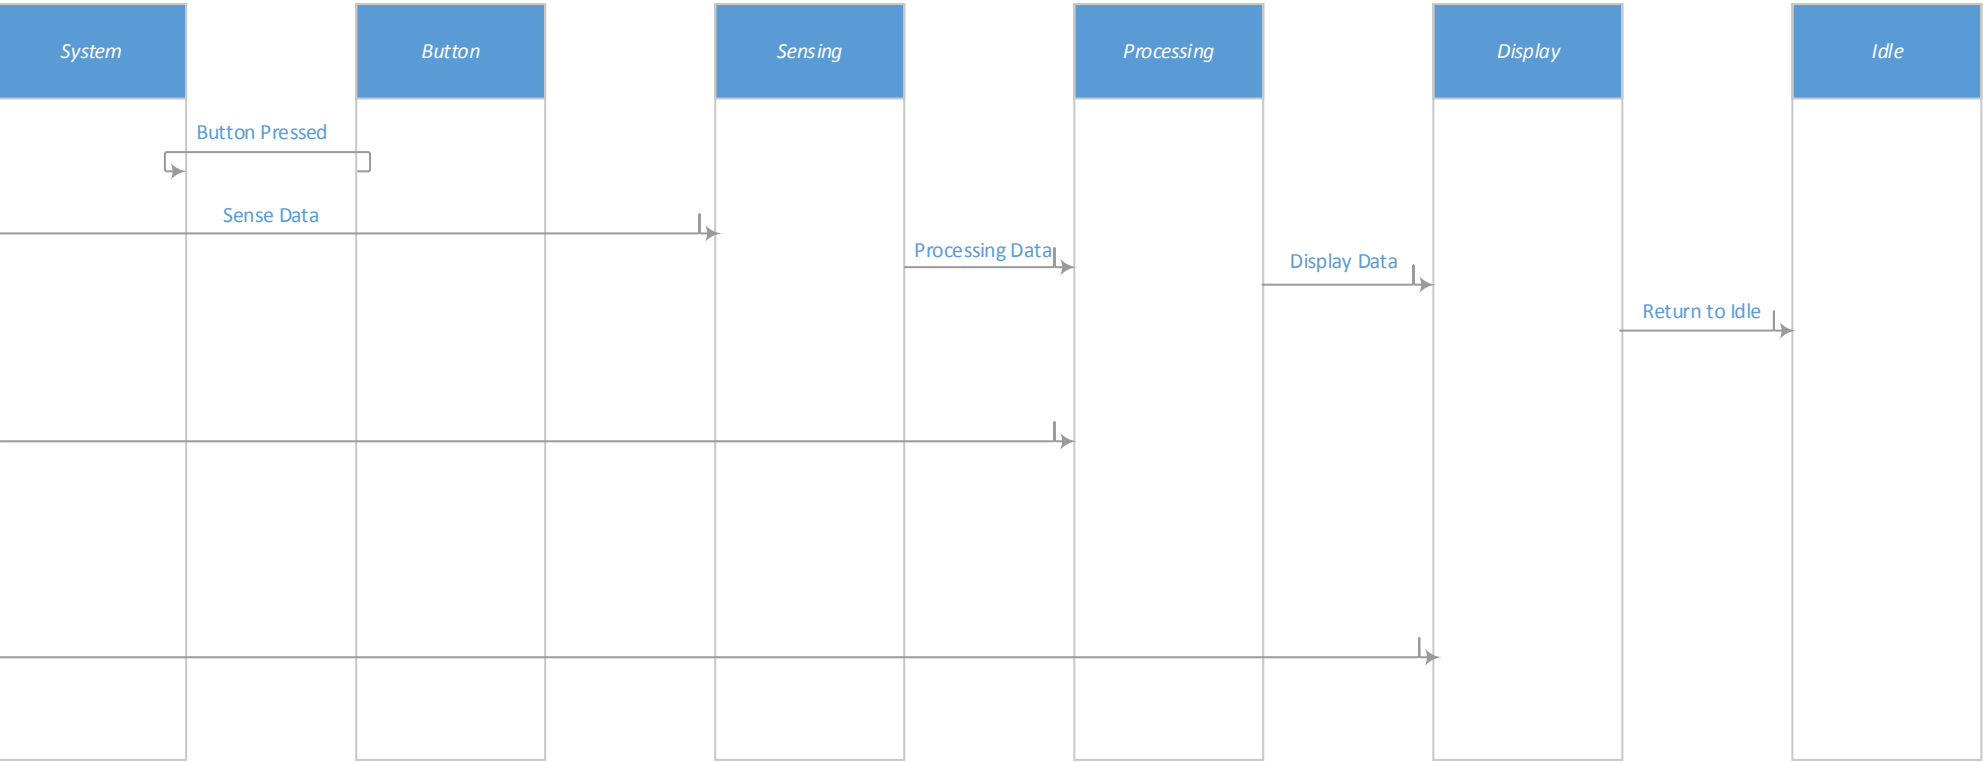 System
Button
Sensing
Processing
Display
Idle
Button Pressed
Sense Data
Processing Data
Display Data
Return to Idle